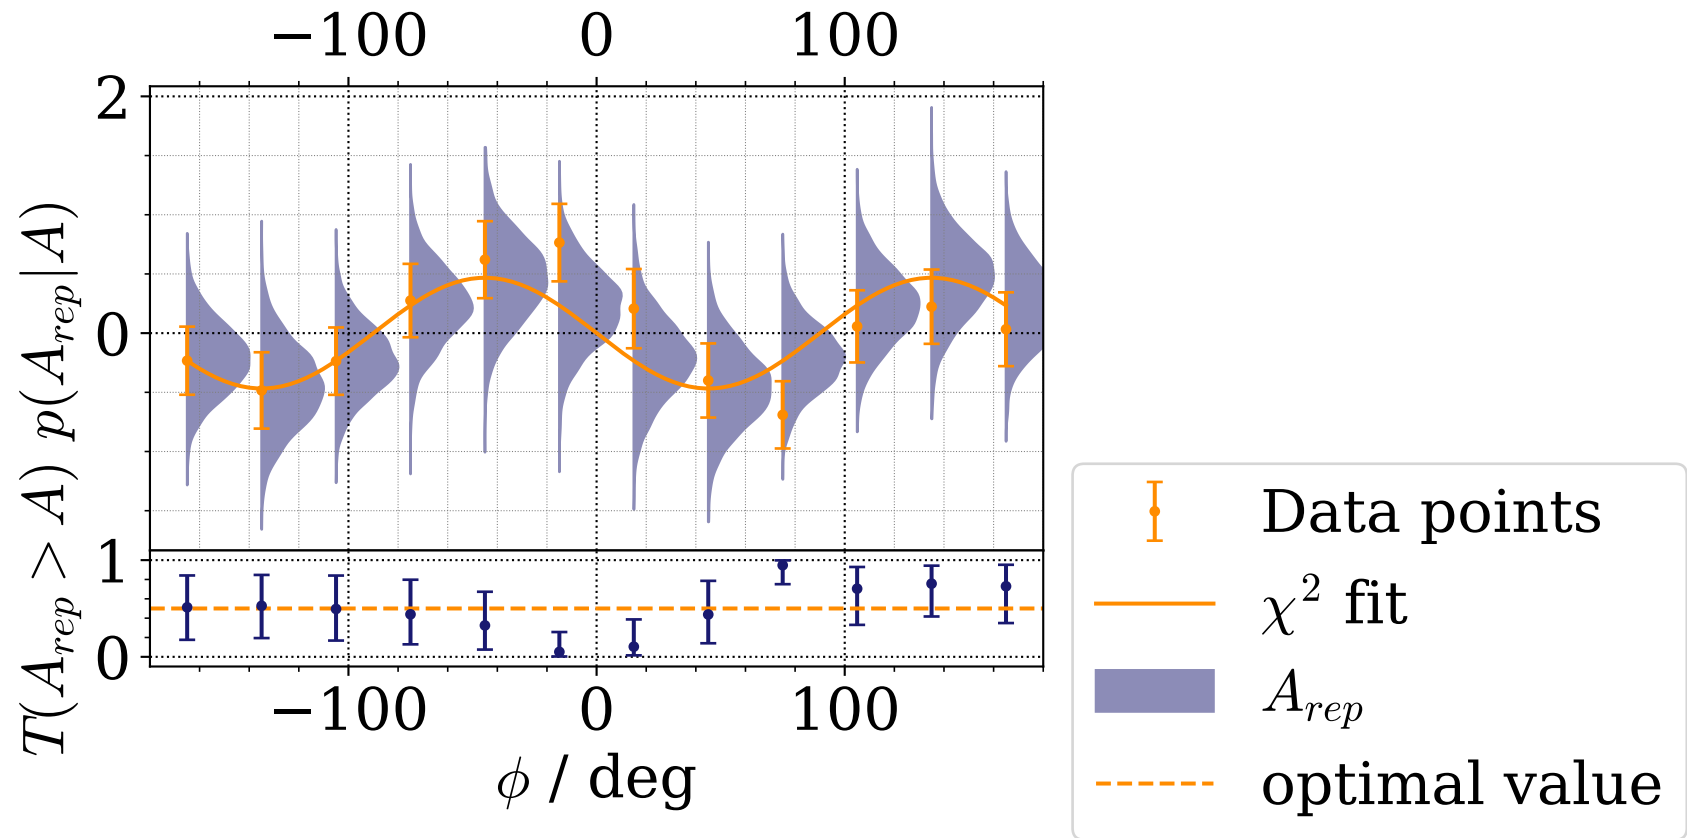 −100 0 100
2
0
1
0
T(A_rep > A) p(A_rep|A)
−100 0 100
ϕ / deg
Data points
χ² fit
A_rep
optimal value